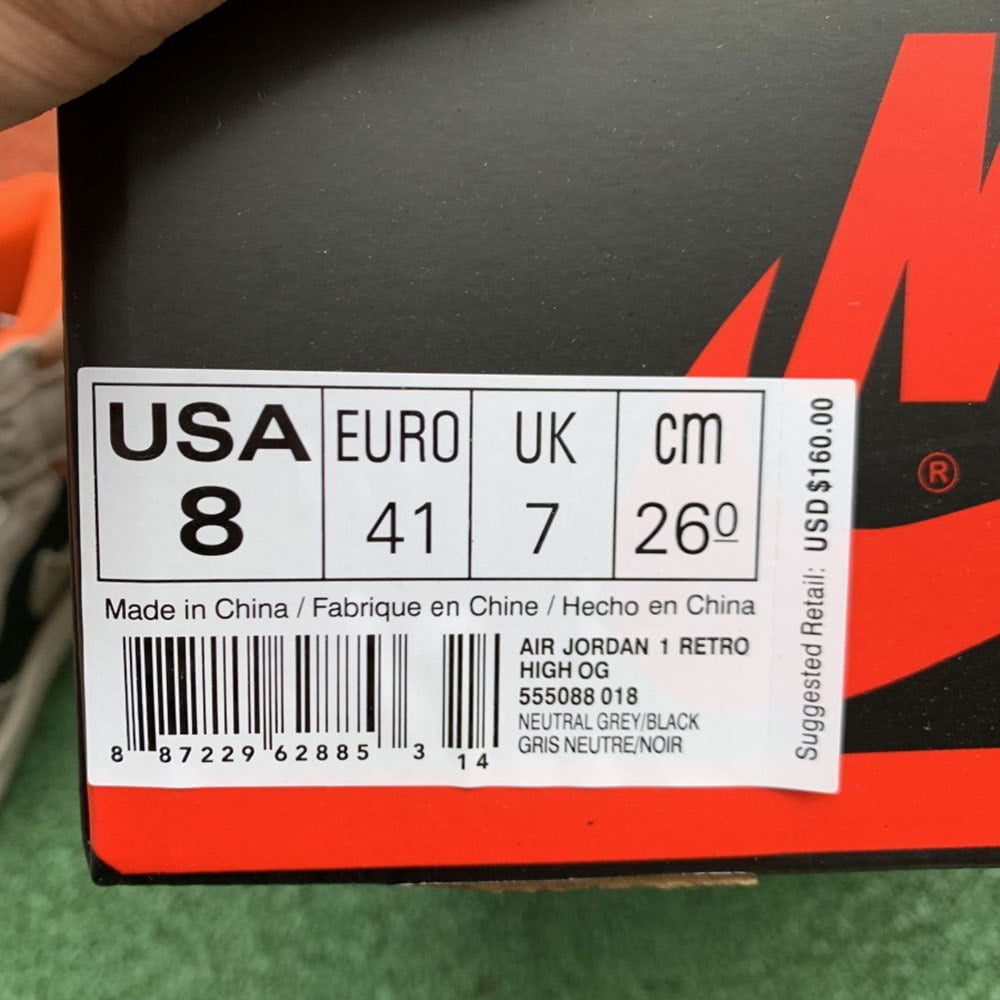 USA EURO UK cm
8 41 7 260
Made in China / Fabrique en Chine / Hecho en China
AIR JORDAN 1 RETRO
HIGH OG
555088 018
NEUTRAL GREY/BLACK
GRIS NEUTRE/NOIR
8 87229 62885 3 14
Suggested Retail: USD $160.00
®